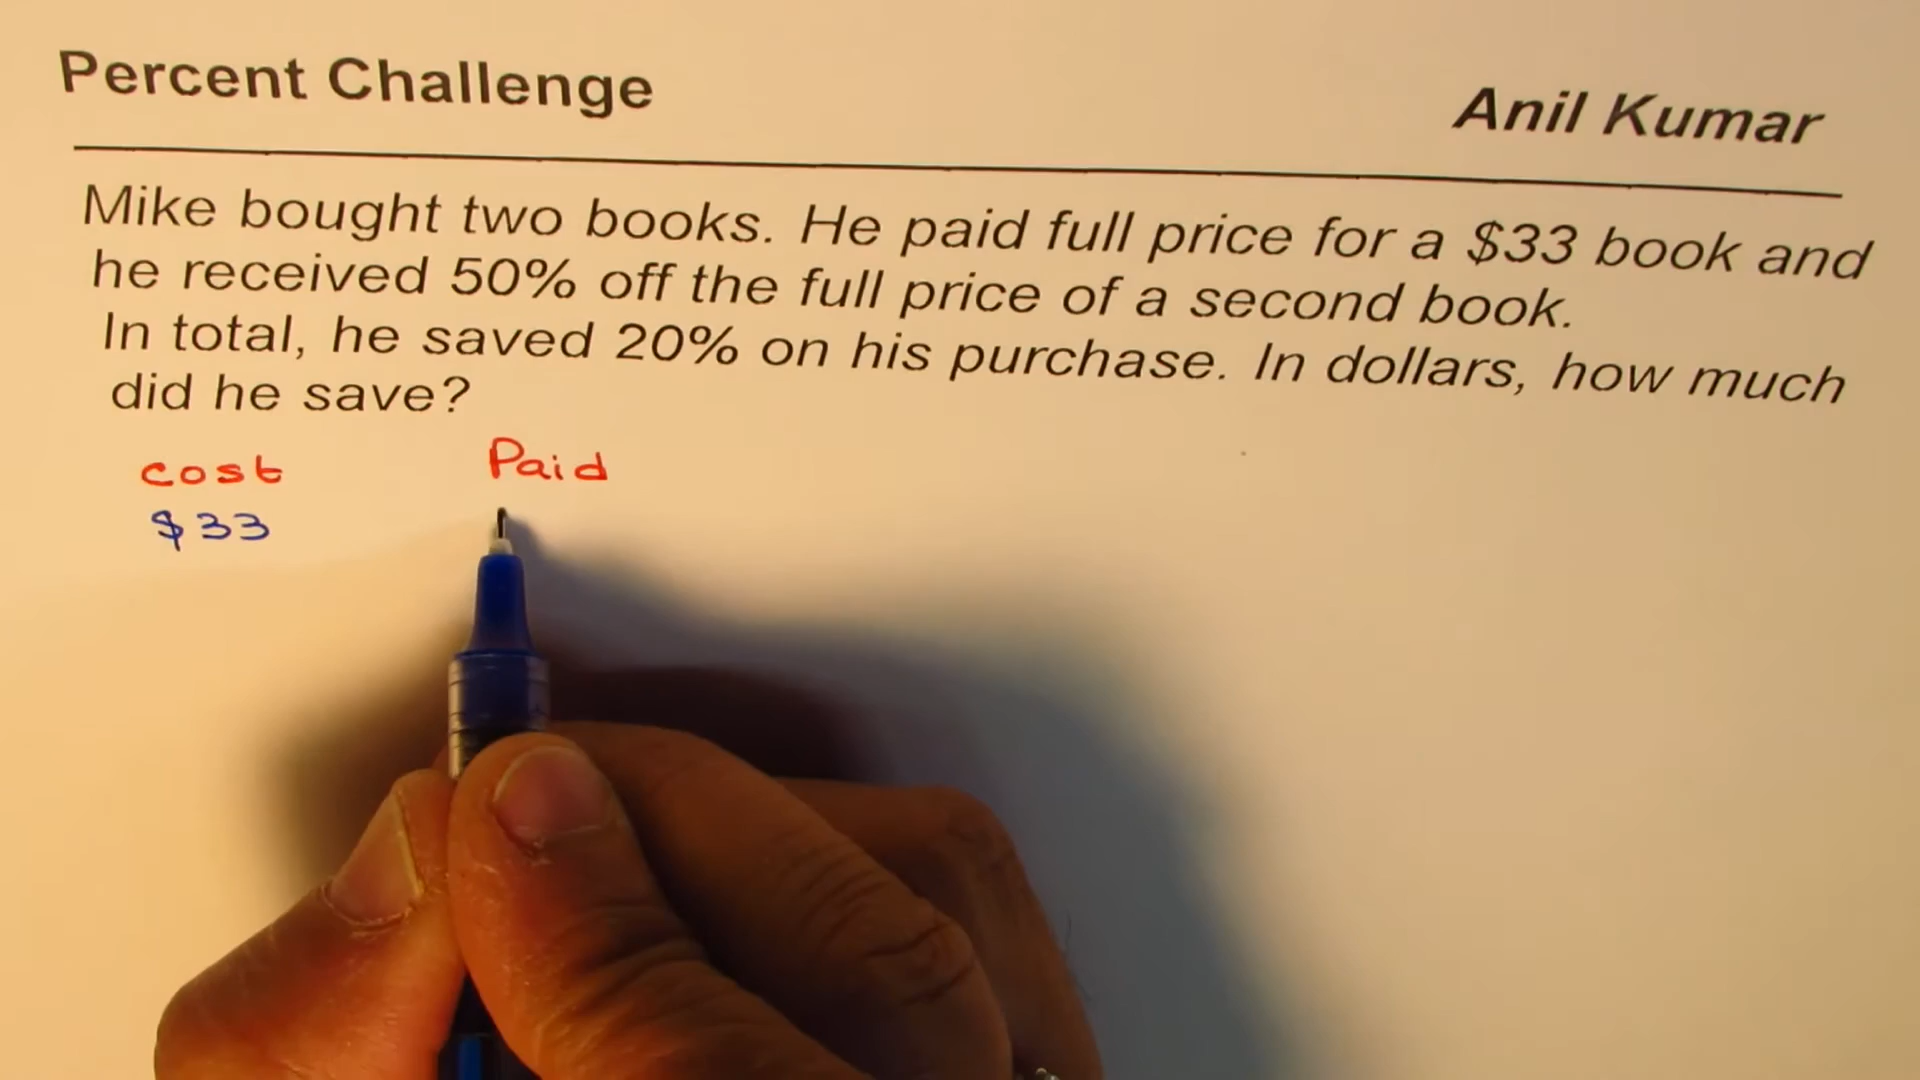 Percent Challenge
Anil Kumar
Mike bought two books. He paid full price for a $33 book and
he received 50% off the full price of a second book.
In total, he saved 20% on his purchase. In dollars, how much
did he save?
cost Paid
$33